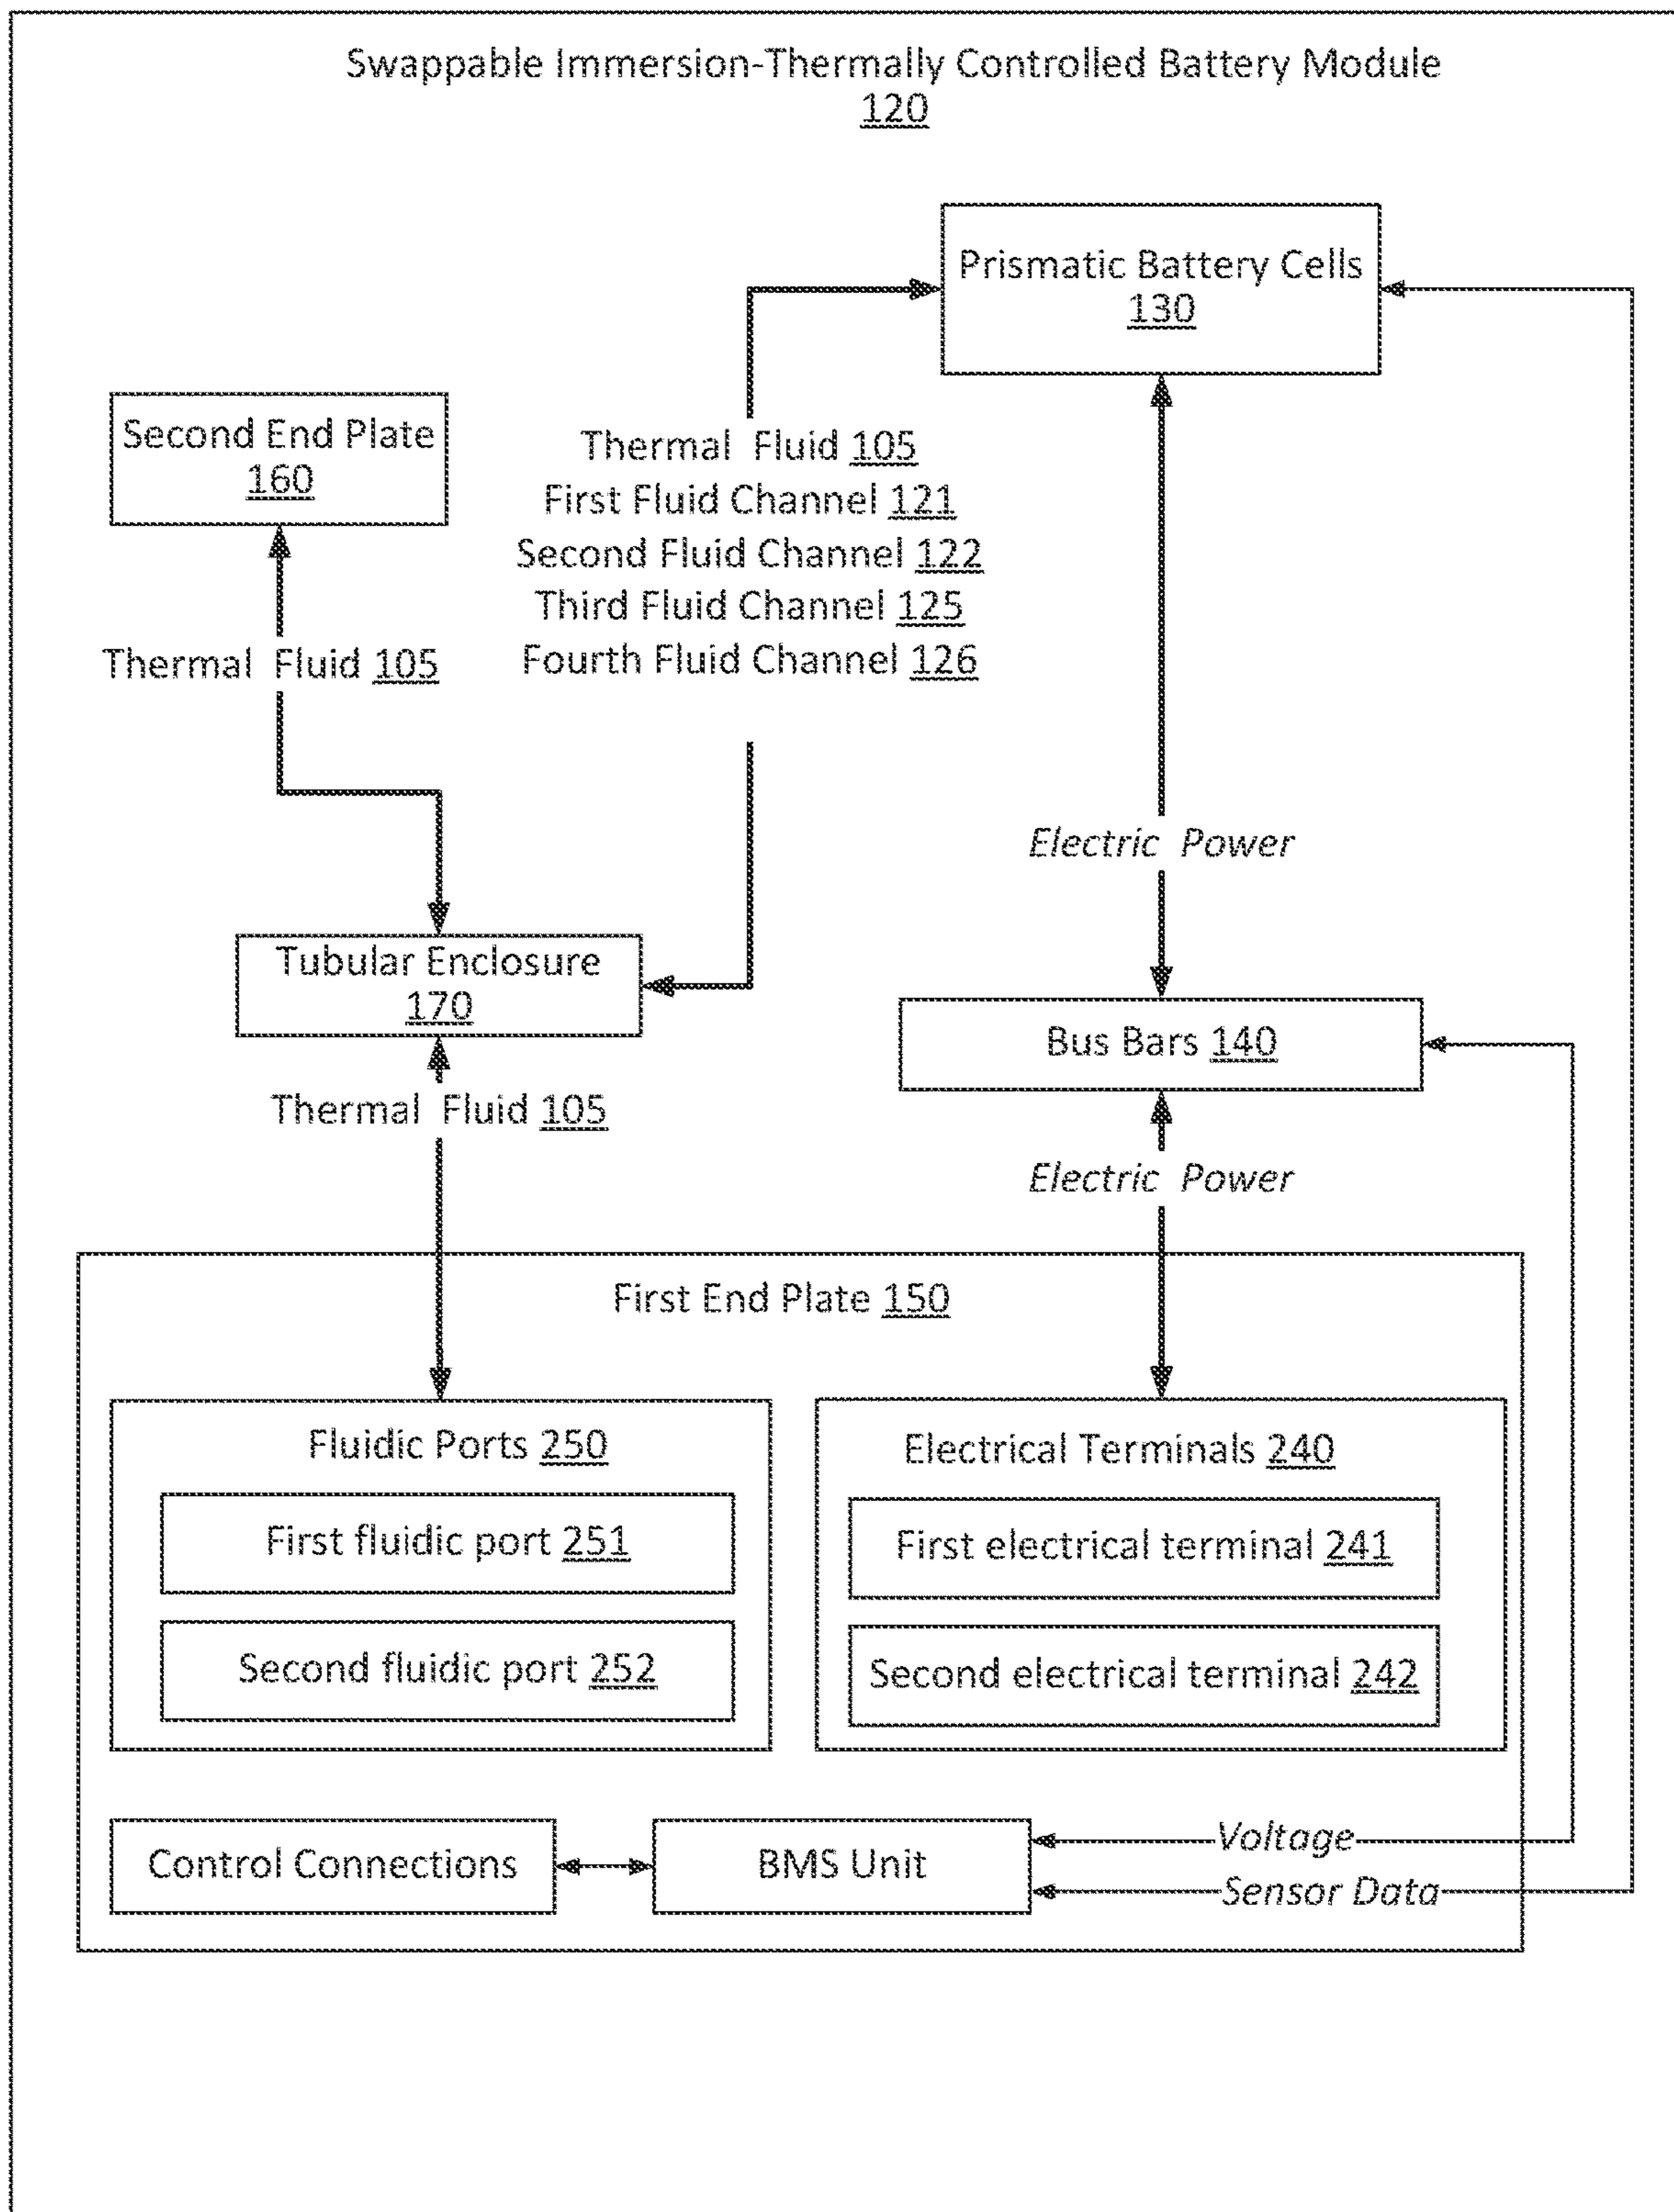 Swappable Immersion-Thermally Controlled Battery Module
120
Prismatic Battery Cells
130
Second End Plate
160
Thermal Fluid 105
First Fluid Channel 121
Second Fluid Channel 122
Third Fluid Channel 125
Fourth Fluid Channel 126
Thermal Fluid 105
Electric Power
Tubular Enclosure
170
Bus Bars 140
Thermal Fluid 105
Electric Power
First End Plate 150
Fluidic Ports 250
First fluidic port 251
Second fluidic port 252
Electrical Terminals 240
First electrical terminal 241
Second electrical terminal 242
Control Connections
BMS Unit
Voltage
Sensor Data